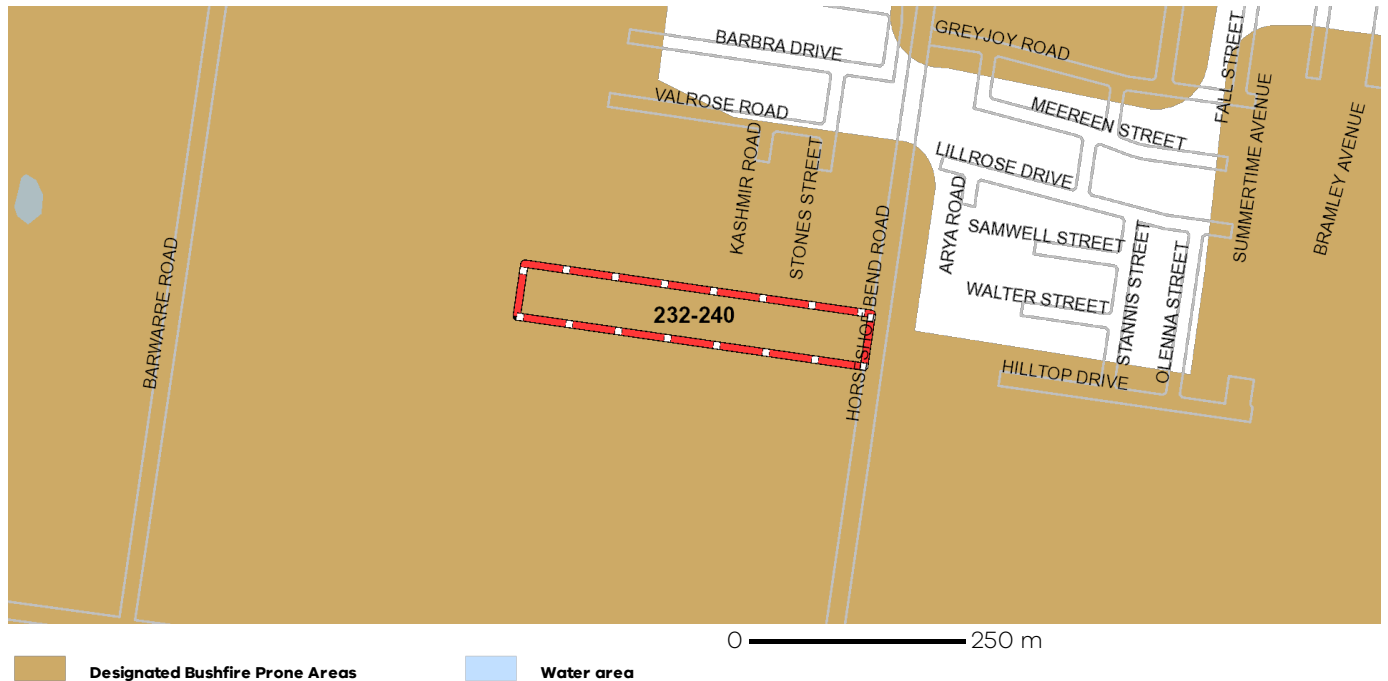 BARBRA DRIVE
GREYJOY ROAD
FALL STREET
VALROSE ROAD
MEEREEN STREET
SUMMERTIME AVENUE
BRAMLEY AVENUE
KASHMIR ROAD
STONES STREET
LILLROSE DRIVE
ARYA ROAD
SAMWELL STREET
BARWARRE ROAD
HORSESHOE BEND ROAD
WALTER STREET
STANNIS STREET
OLENNA STREET
232-240
HILLTOP DRIVE
0 250 m
Designated Bushfire Prone Areas
Water area